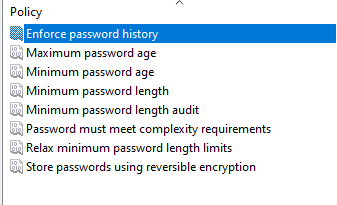 Policy
Enforce password history
Maximum password age
Minimum password age
Minimum password length
Minimum password length audit
Password must meet complexity requirements
Relax minimum password length limits
Store passwords using reversible encryption